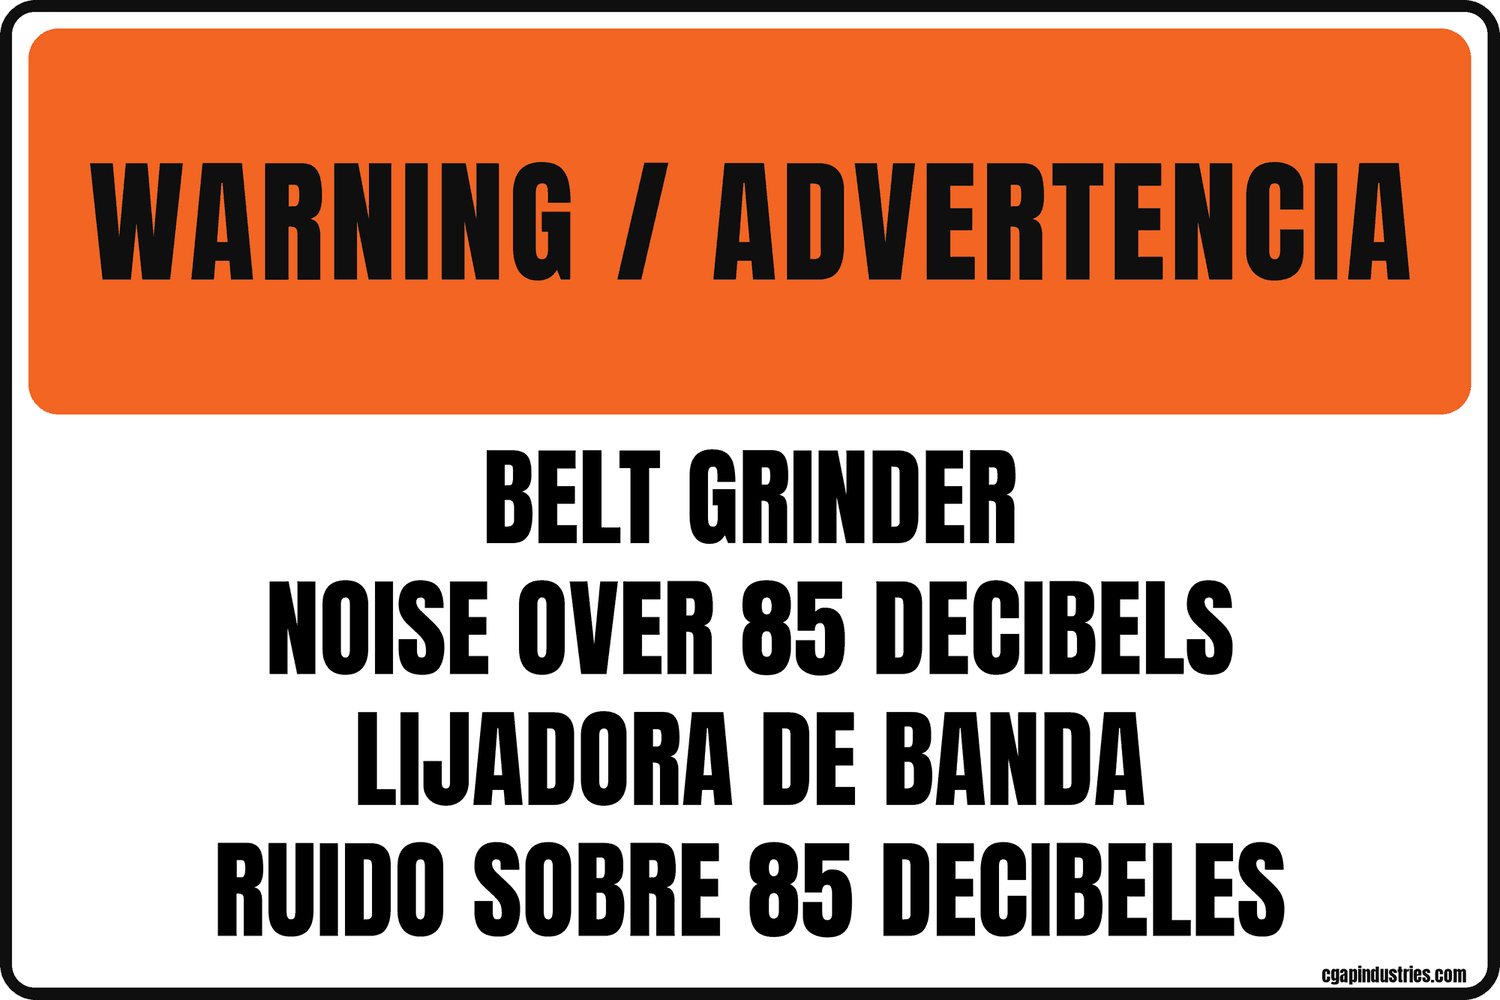 WARNING / ADVERTENCIA
BELT GRINDER
NOISE OVER 85 DECIBELS
LIJADORA DE BANDA
RUIDO SOBRE 85 DECIBELES
cgapindustries.com